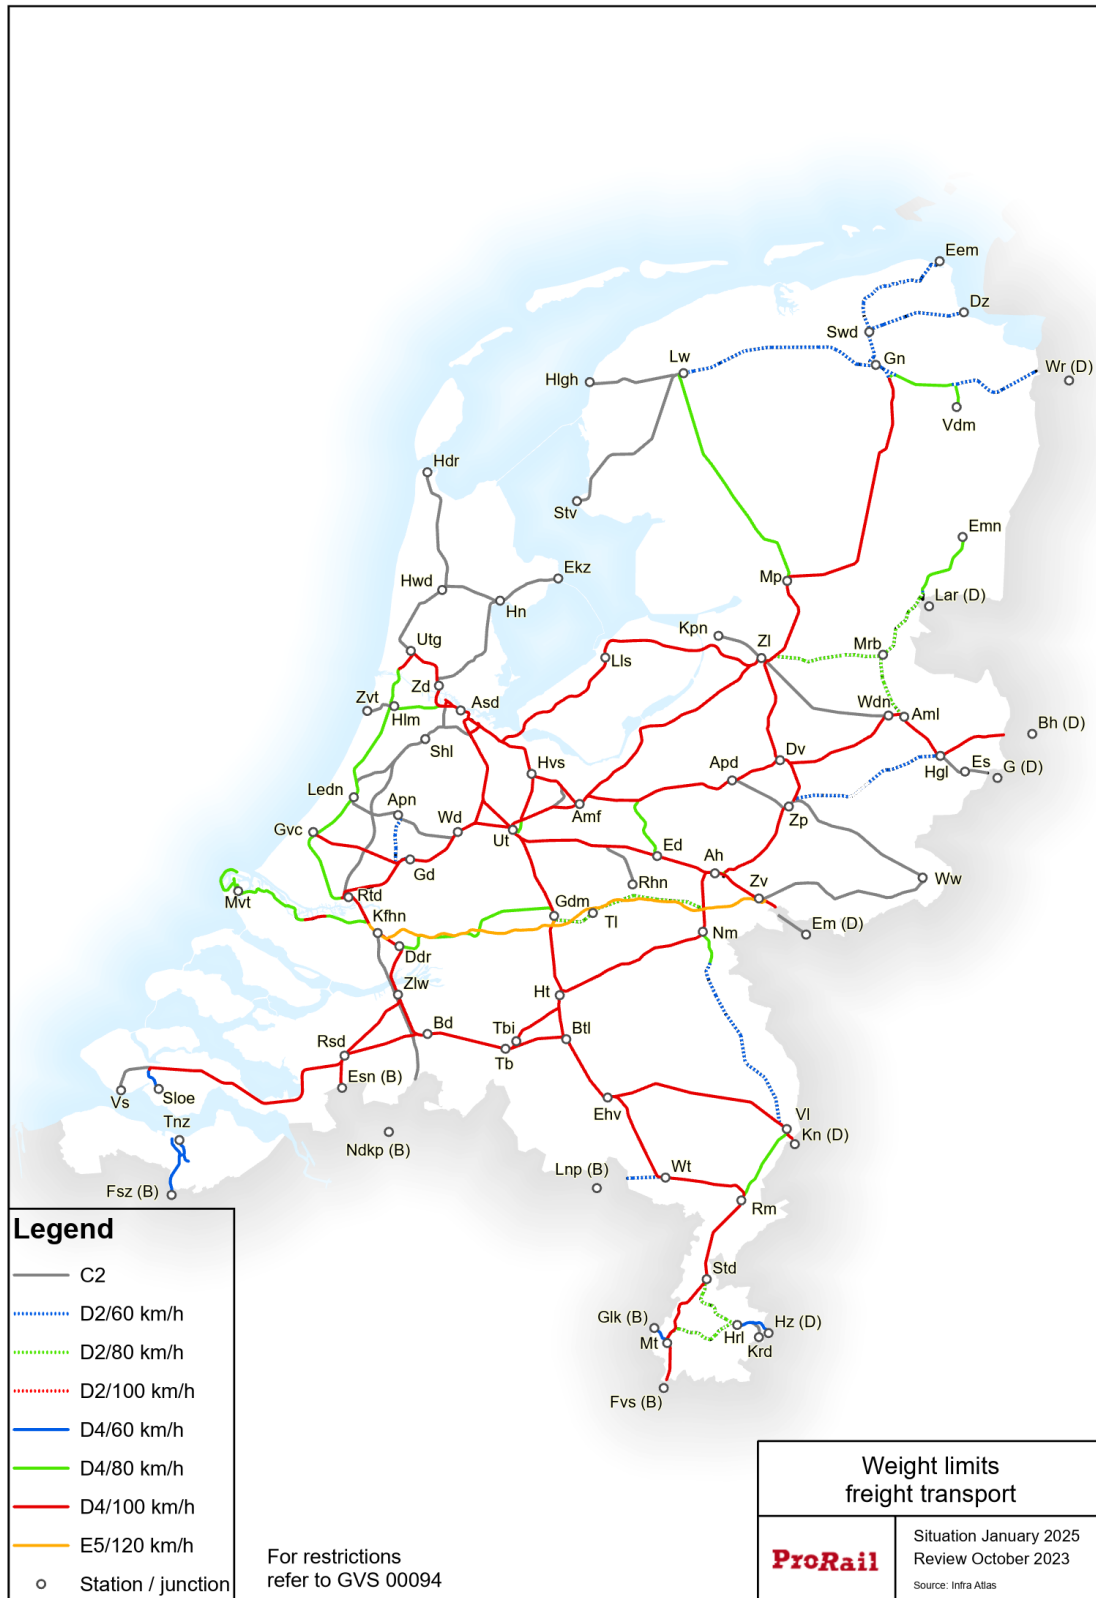 Eem
Dz
Swd
Gn
Lw
Wr (D)
Hlgh
Vdm
Hdr
Stv
Emn
Ekz
Mp
Hwd
Hn
Lar (D)
Kpn
Utg
Zl
Mrb
Lls
Zd
Zvt
Hlm
Asd
Wdn
Aml
Bh (D)
Shl
Dv
Hvs
Apd
Hgl
Es
G (D)
Ledn
Apn
Amf
Zp
Gvc
Wd
Ut
Gd
Ed
Ah
Ww
Rhn
Zv
Mvt
Rtd
Kfhn
Gdm
Tl
Em (D)
Nm
Ddr
Zlw
Ht
Bd
Tbi
Btl
Rsd
Tb
Esn (B)
Vs
Sloe
Ehv
Tnz
Vl
Kn (D)
Ndkp (B)
Lnp (B)
Wt
Fsz (B)
Rm
Std
Glk (B)
Hz (D)
Mt
Hrl
Krd
Fvs (B)
Legend
C2
D2/60 km/h
D2/80 km/h
D2/100 km/h
D4/60 km/h
D4/80 km/h
D4/100 km/h
E5/120 km/h
Station / junction
For restrictions
refer to GVS 00094
Weight limits
freight transport
ProRail
Situation January 2025
Review October 2023
Source: Infra Atlas